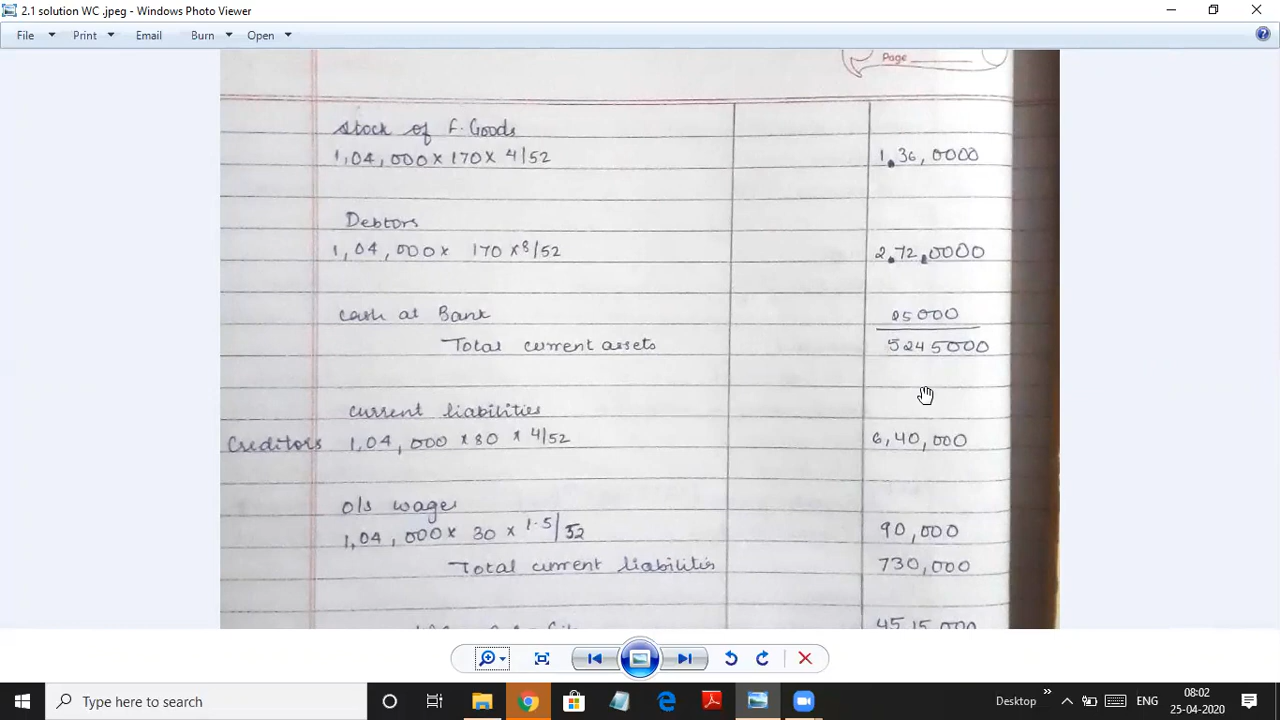 2.1 solution WC .jpeg - Windows Photo Viewer
File Print Email Burn Open
Page
Stock of F. Goods
1,04,000 x 170 x 4/52 1,36,0000
Debtors
1,04,000 x 170 x 8/52 2,72,0000
Cash at Bank 25000
Total current assets 5245000
current liabilities
Creditors 1,04,000 x 80 x 4/52 6,40,000
o/s wages
1,04,000 x 30 x 1.5/52 90,000
Total current liabilities 730,000
4515000
Type here to search
Desktop
ENG
08:02
25-04-2020